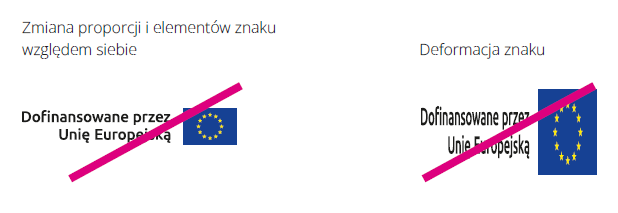 Zmiana proporcji i elementów znaku
względem siebie
Dofinansowane przez
Unię Europejską
Deformacja znaku
Dofinansowane przez
Unię Europejską